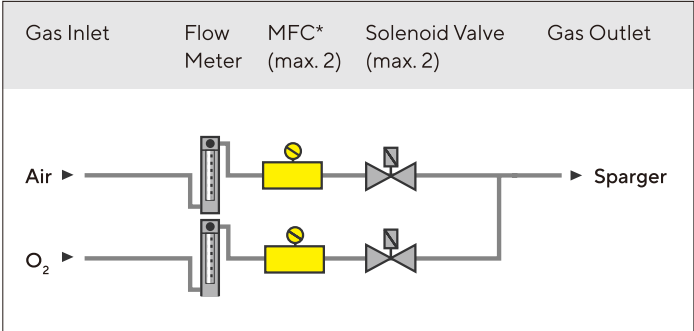 Gas Inlet Flow Meter MFC* (max. 2) Solenoid Valve (max. 2) Gas Outlet
Air Sparger
O₂